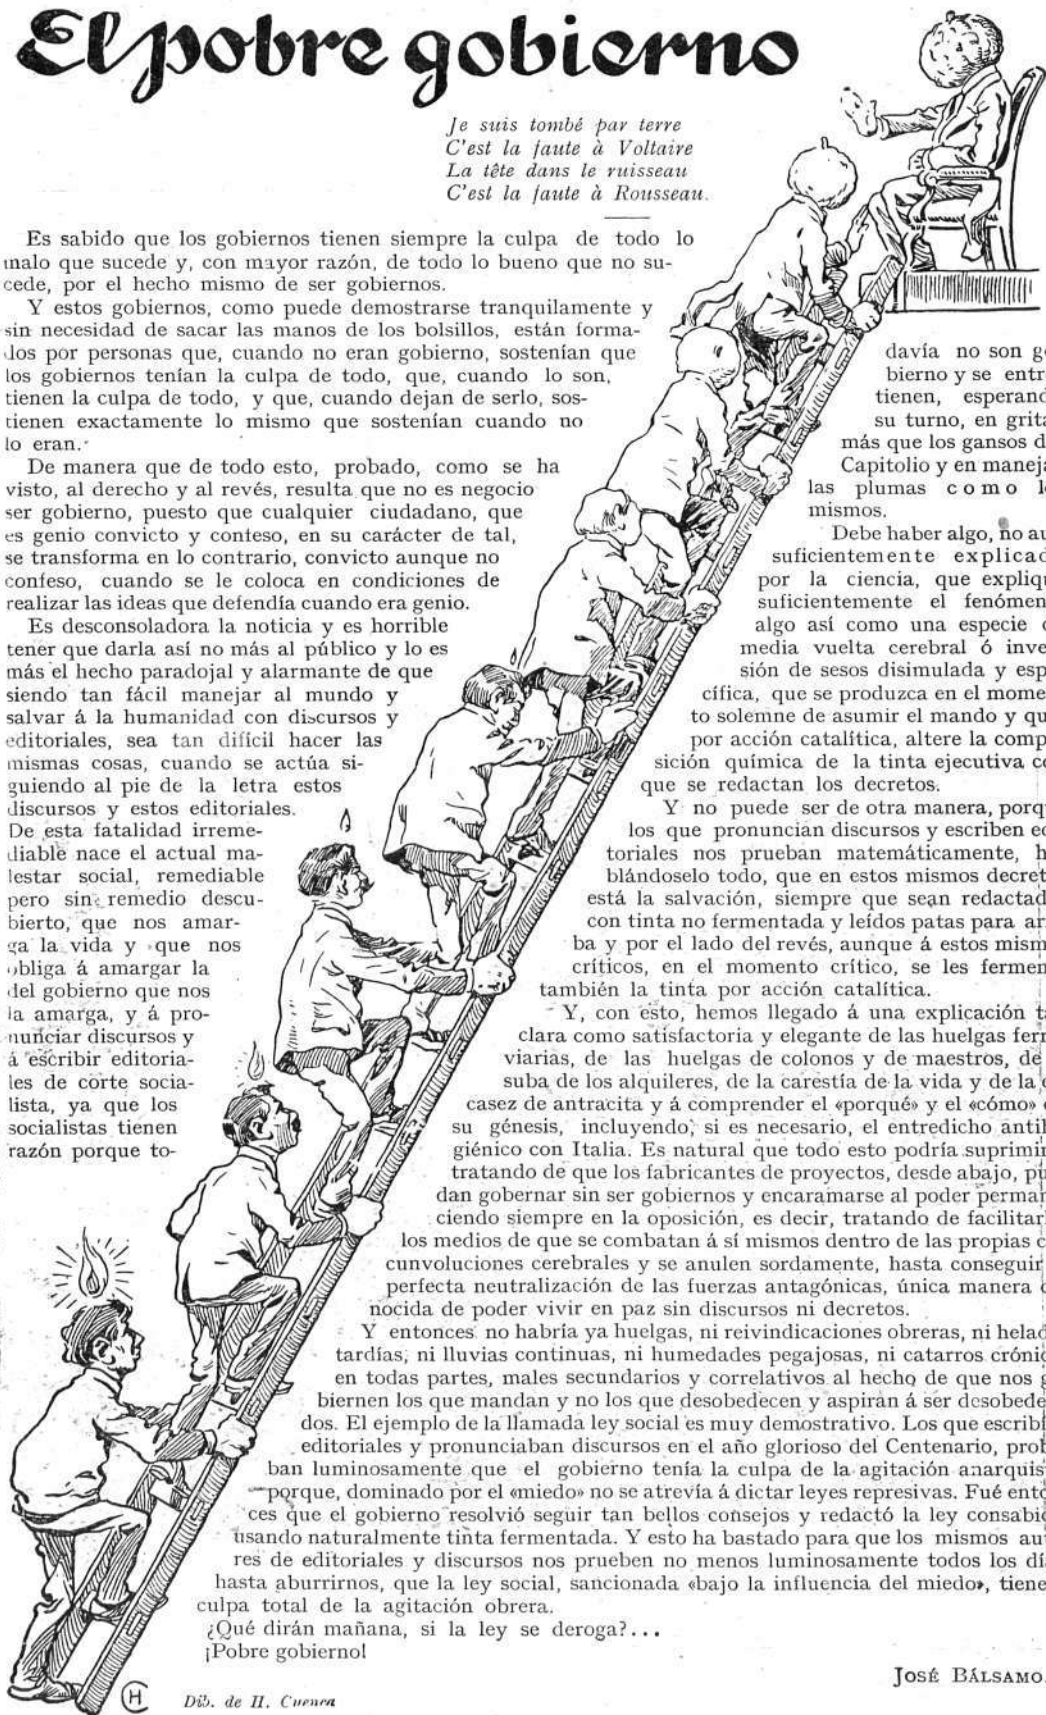 El pobre gobierno
Je suis tombé par terre
C'est la faute à Voltaire
La tête dans le ruisseau
C'est la faute à Rousseau.
Es sabido que los gobiernos tienen siempre la culpa de todo lo
malo que sucede y, con mayor razón, de todo lo bueno que no su-
cede, por el hecho mismo de ser gobiernos.
Y estos gobiernos, como puede demostrarse tranquilamente y
sin necesidad de sacar las manos de los bolsillos, están forma-
dos por personas que, cuando no eran gobierno, sostenían que
los gobiernos tenían la culpa de todo, que, cuando lo son,
tienen la culpa de todo, y que, cuando dejan de serlo, sos-
tienen exactamente lo mismo que sostenían cuando no
lo eran.
De manera que de todo esto, probado, como se ha
visto, al derecho y al revés, resulta que no es negocio
ser gobierno, puesto que cualquier ciudadano, que
es genio convicto y confeso, en su carácter de tal,
se transforma en lo contrario, convicto aunque no
confeso, cuando se le coloca en condiciones de
realizar las ideas que defendía cuando era genio.
Es desconsoladora la noticia y es horrible
tener que darla así no más al público y lo es
más el hecho paradojal y alarmante de que
siendo tan fácil manejar al mundo y
salvar á la humanidad con discursos y
editoriales, sea tan difícil hacer las
mismas cosas, cuando se actúa si-
guiendo al pie de la letra estos
discursos y estos editoriales.
De esta fatalidad irreme-
diable nace el actual ma-
lestar social, remediable
pero sin remedio descu-
bierto, que nos amar-
ga la vida y que nos
obliga á amargar la
del gobierno que nos
la amarga, y á pro-
nunciar discursos y
á escribir editoria-
les de corte socia-
lista, ya que los
socialistas tienen
razón porque to-
davía no son g
bierno y se entr
tienen, esperand
su turno, en grita
más que los gansos d
Capitolio y en maneja
las plumas como l
mismos.
Debe haber algo, no au
suficientemente explicad
por la ciencia, que expliqu
suficientemente el fenómen
algo así como una especie d
media vuelta cerebral ó inve
sión de sesos disimulada y esp
cífica, que se produzca en el mome
to solemne de asumir el mando y qu
por acción catalítica, altere la comp
sición química de la tinta ejecutiva co
que se redactan los decretos.
Y no puede ser de otra manera, porq
los que pronuncian discursos y escriben ed
toriales nos prueban matemáticamente, h
blándoselo todo, que en estos mismos decret
está la salvación, siempre que sean redactad
con tinta no fermentada y leídos patas para ar
ba y por el lado del revés, aunque á estos mism
críticos, en el momento crítico, se les fermen
también la tinta por acción catalítica.
Y, con esto, hemos llegado á una explicación t
clara como satisfactoria y elegante de las huelgas ferr
viarias, de las huelgas de colonos y de maestros, de
suba de los alquileres, de la carestía de la vida y de la e
casez de antracita y á comprender el «porqué» y el «cómo» d
su génesis, incluyendo, si es necesario, el entredicho antih
giénico con Italia. Es natural que todo esto podría suprimir
tratando de que los fabricantes de proyectos, desde abajo, pu
dan gobernar sin ser gobiernos y encaramarse al poder perman
ciendo siempre en la oposición, es decir, tratando de facilitar
los medios de que se combatan á sí mismos dentro de las propias c
cunvoluciones cerebrales y se anulen sordamente, hasta conseguir
perfecta neutralización de las fuerzas antagónicas, única manera c
nocida de poder vivir en paz sin discursos ni decretos.
Y entonces no habría ya huelgas, ni reivindicaciones obreras, ni helad
tardías, ni lluvias continuas, ni humedades pegajosas, ni catarros crónic
en todas partes, males secundarios y correlativos al hecho de que nos g
biernen los que mandan y no los que desobedecen y aspiran á ser desobede
dos. El ejemplo de la llamada ley social es muy demostrativo. Los que escribí
editoriales y pronunciaban discursos en el año glorioso del Centenario, prob
ban luminosamente que el gobierno tenía la culpa de la agitación anarquis
porque, dominado por el «miedo» no se atrevía á dictar leyes represivas. Fué ento
ces que el gobierno resolvió seguir tan bellos consejos y redactó la ley consabid
usando naturalmente tinta fermentada. Y esto ha bastado para que los mismos aut
res de editoriales y discursos nos prueben no menos luminosamente todos los dí
hasta aburrirnos, que la ley social, sancionada «bajo la influencia del miedo», tiene
culpa total de la agitación obrera.
¿Qué dirán mañana, si la ley se deroga?...
¡Pobre gobierno!
JOSÉ BÁLSAMO.
CH
Dib. de H. Cuenca